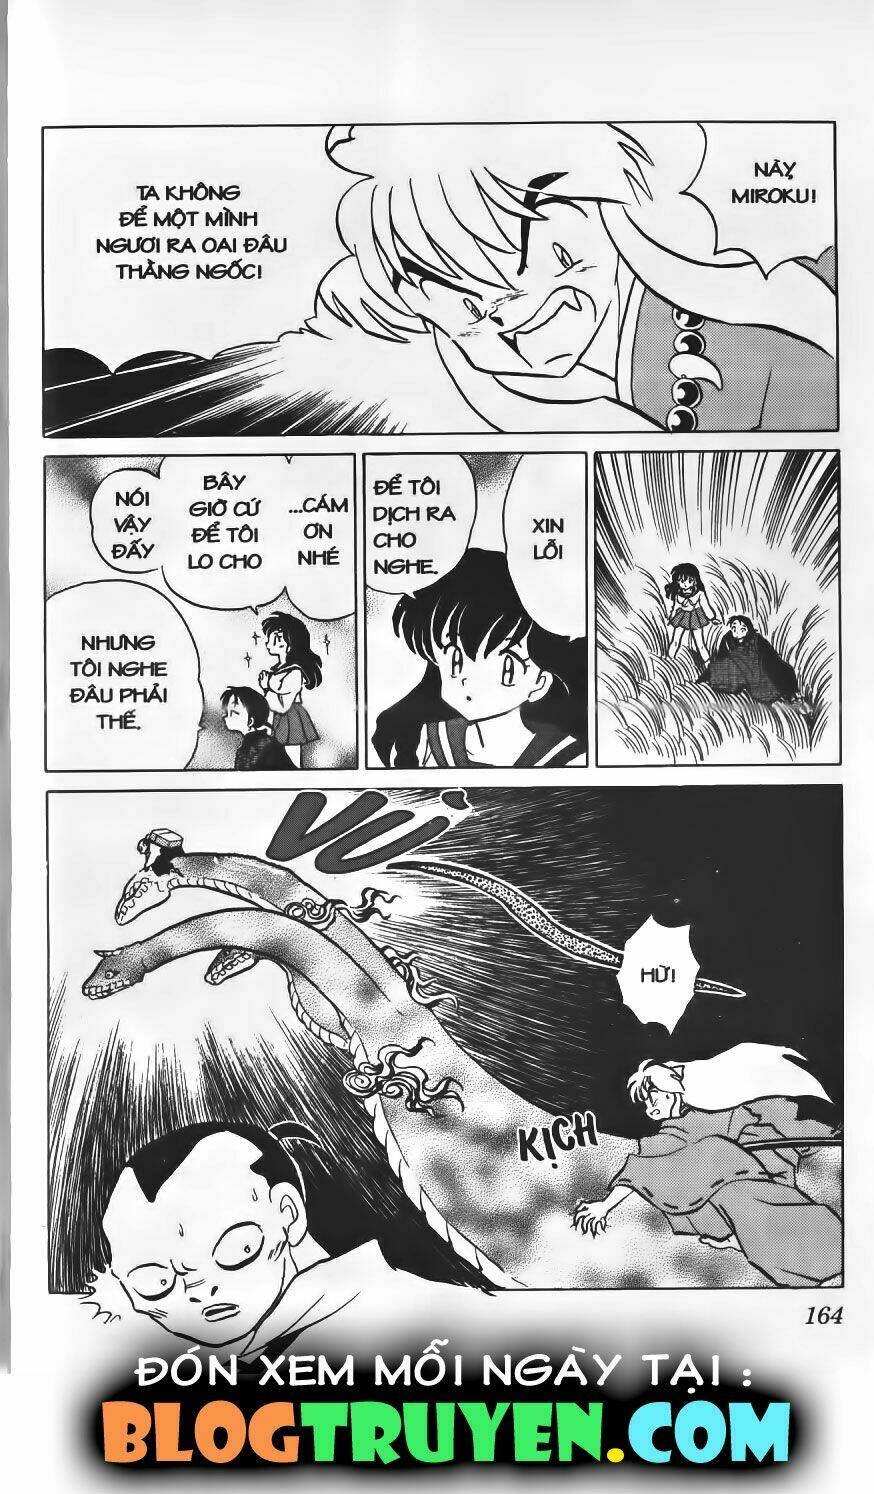 NÀY,
MIROKU!
TA KHÔNG
ĐỂ MỘT MÌNH
NGƯƠI RA OAI ĐÂU
THẰNG NGỐC!
XIN
LỖI
ĐỂ TÔI
DỊCH RA
CHO
NGHE.
...CÁM
ƠN
NHÉ
BÂY
GIỜ CỨ
ĐỂ TÔI
LO CHO
NÓI
VẬY
ĐẤY
NHƯNG
TÔI NGHE
ĐÂU PHẢI
THẾ.
VÙ
HỪ!
KỊCH
164
ĐÓN XEM MỖI NGÀY TẠI :
BLOGTRUYEN.COM